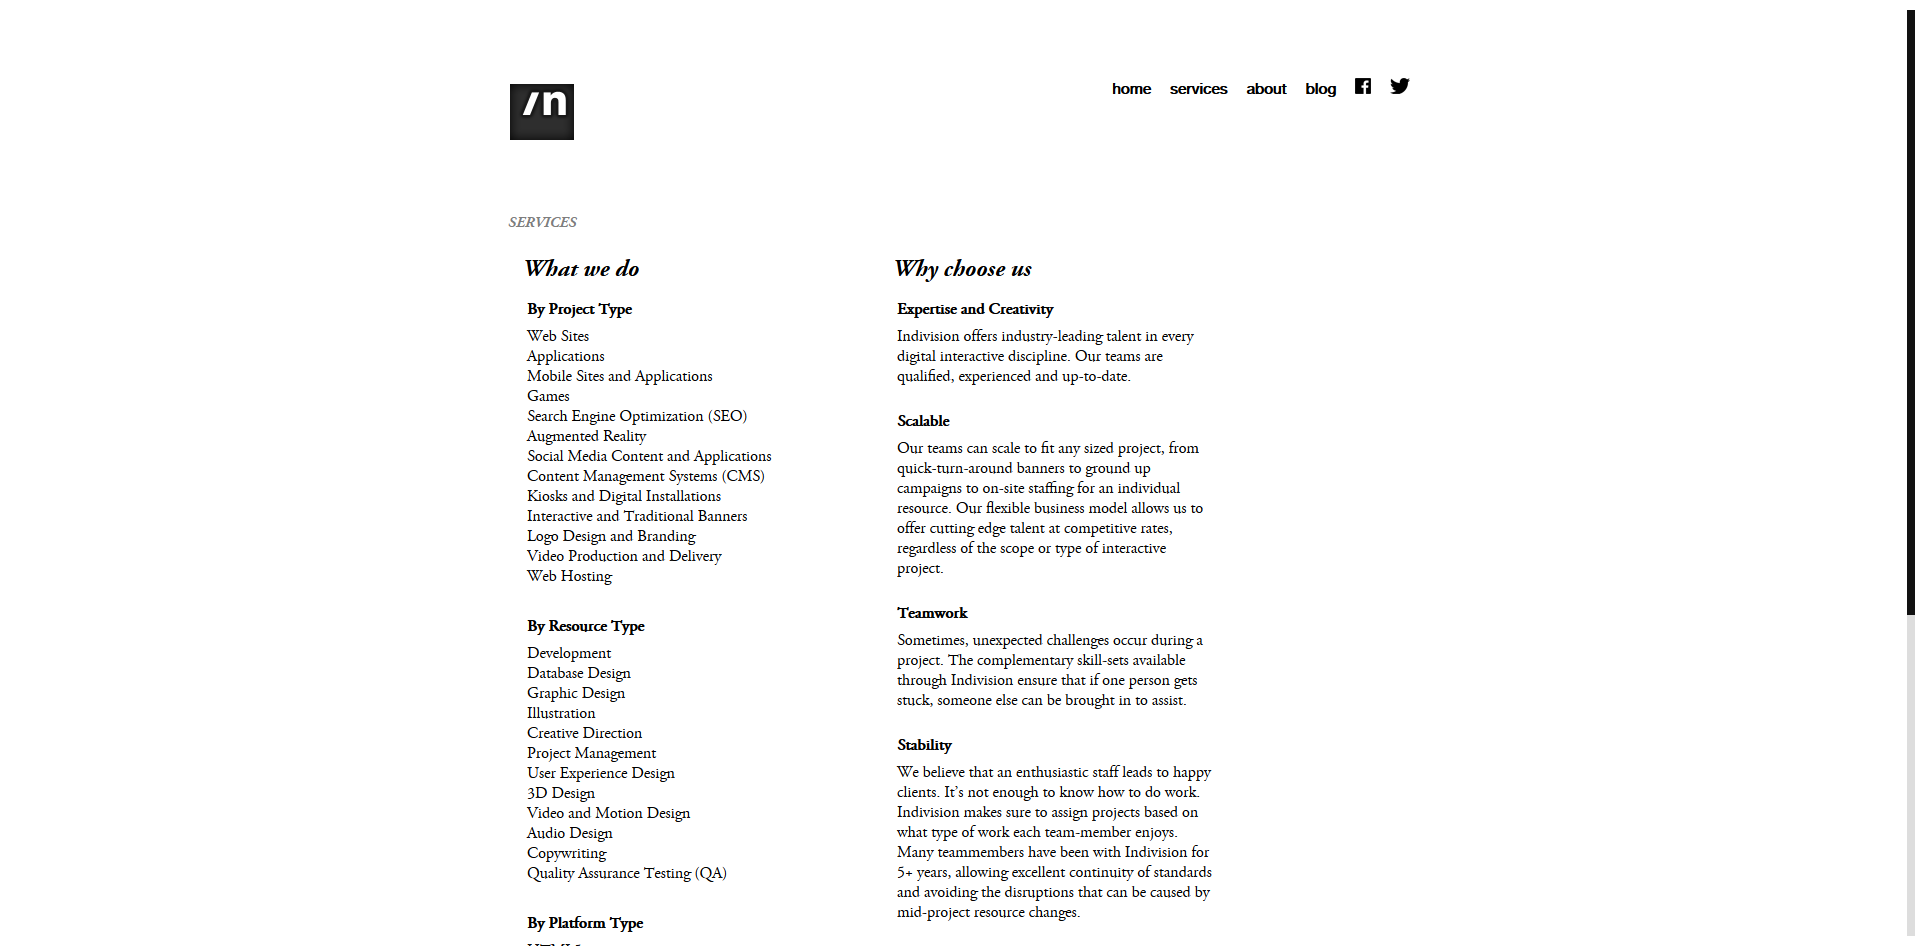 /n
home services about blog
SERVICES
What we do
By Project Type
Web Sites
Applications
Mobile Sites and Applications
Games
Search Engine Optimization (SEO)
Augmented Reality
Social Media Content and Applications
Content Management Systems (CMS)
Kiosks and Digital Installations
Interactive and Traditional Banners
Logo Design and Branding
Video Production and Delivery
Web Hosting
By Resource Type
Development
Database Design
Graphic Design
Illustration
Creative Direction
Project Management
User Experience Design
3D Design
Video and Motion Design
Audio Design
Copywriting
Quality Assurance Testing (QA)
By Platform Type
Why choose us
Expertise and Creativity
Indivision offers industry-leading talent in every
digital interactive discipline. Our teams are
qualified, experienced and up-to-date.
Scalable
Our teams can scale to fit any sized project, from
quick-turn-around banners to ground up
campaigns to on-site staffing for an individual
resource. Our flexible business model allows us to
offer cutting edge talent at competitive rates,
regardless of the scope or type of interactive
project.
Teamwork
Sometimes, unexpected challenges occur during a
project. The complementary skill-sets available
through Indivision ensure that if one person gets
stuck, someone else can be brought in to assist.
Stability
We believe that an enthusiastic staff leads to happy
clients. It’s not enough to know how to do work.
Indivision makes sure to assign projects based on
what type of work each team-member enjoys.
Many teammembers have been with Indivision for
5+ years, allowing excellent continuity of standards
and avoiding the disruptions that can be caused by
mid-project resource changes.